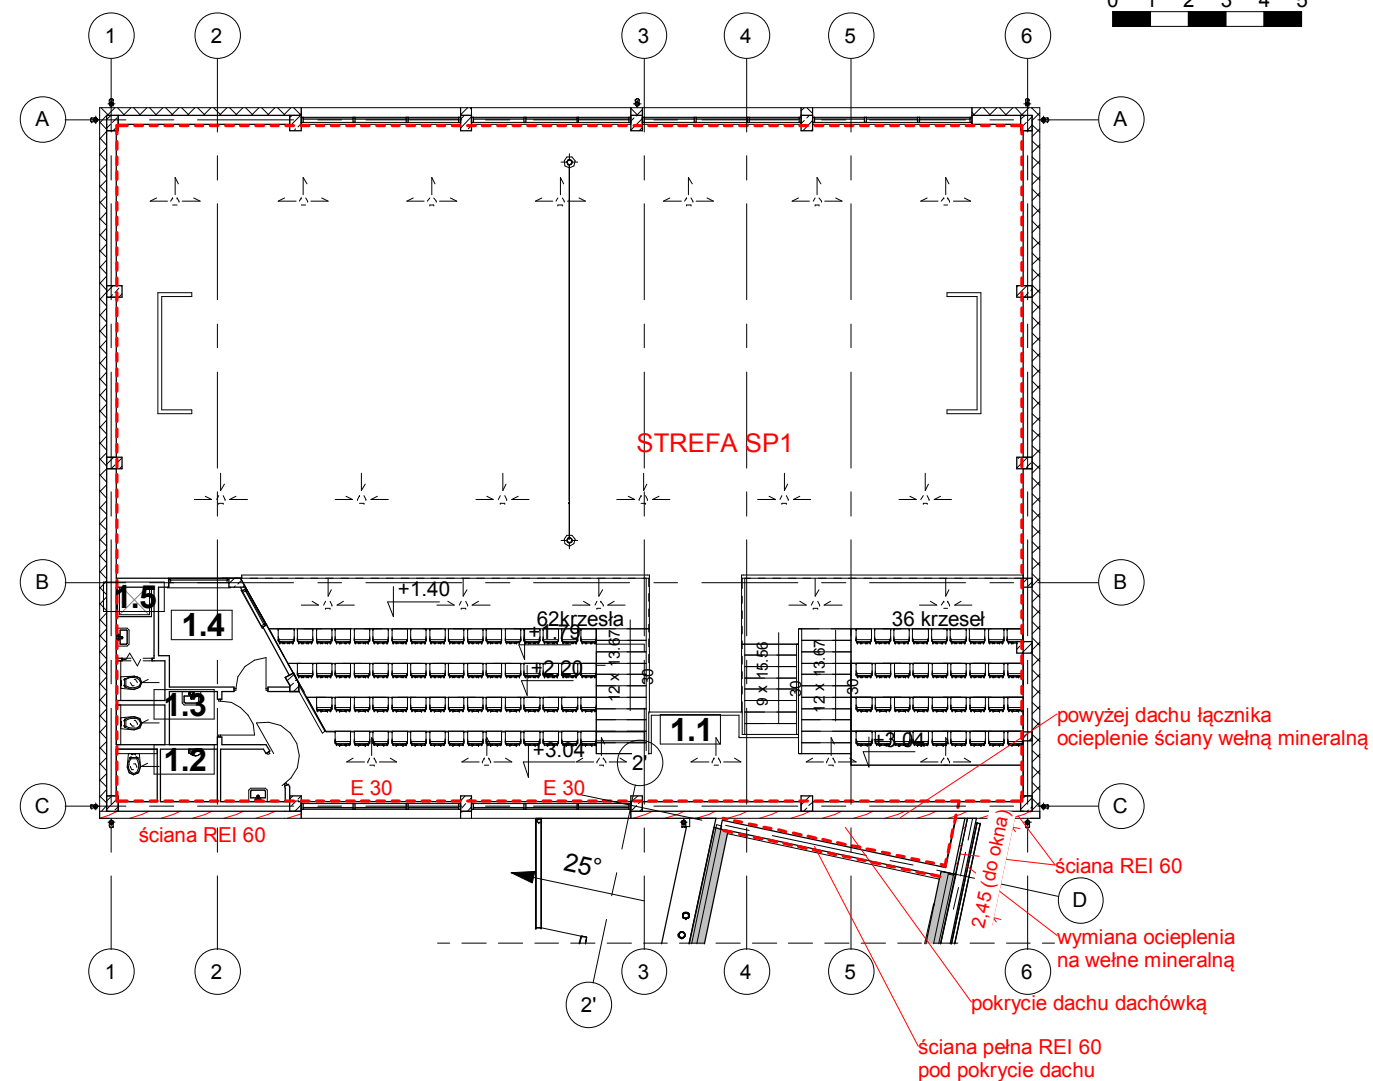 0 1 2 3 4 5
1 2 3 4 5 6
A A
STREFA SP1
B B
+1.40
1.5
1.4
62krzesła
36 krzeseł
+1.79
+2.20
12 x 13.67
30
9 x 15.56
30
12 x 13.67
30
1.3
1.1
1.2
+3.04
+3.04
2'
powyżej dachu łącznika
ocieplenie ściany wełną mineralną
E 30
E 30
C C
ściana REI 60
25°
2,45 (do okna)
ściana REI 60
D
wymiana ocieplenia
na wełne mineralną
1 2 3 4 5 6
2'
pokrycie dachu dachówką
ściana pełna REI 60
pod pokrycie dachu